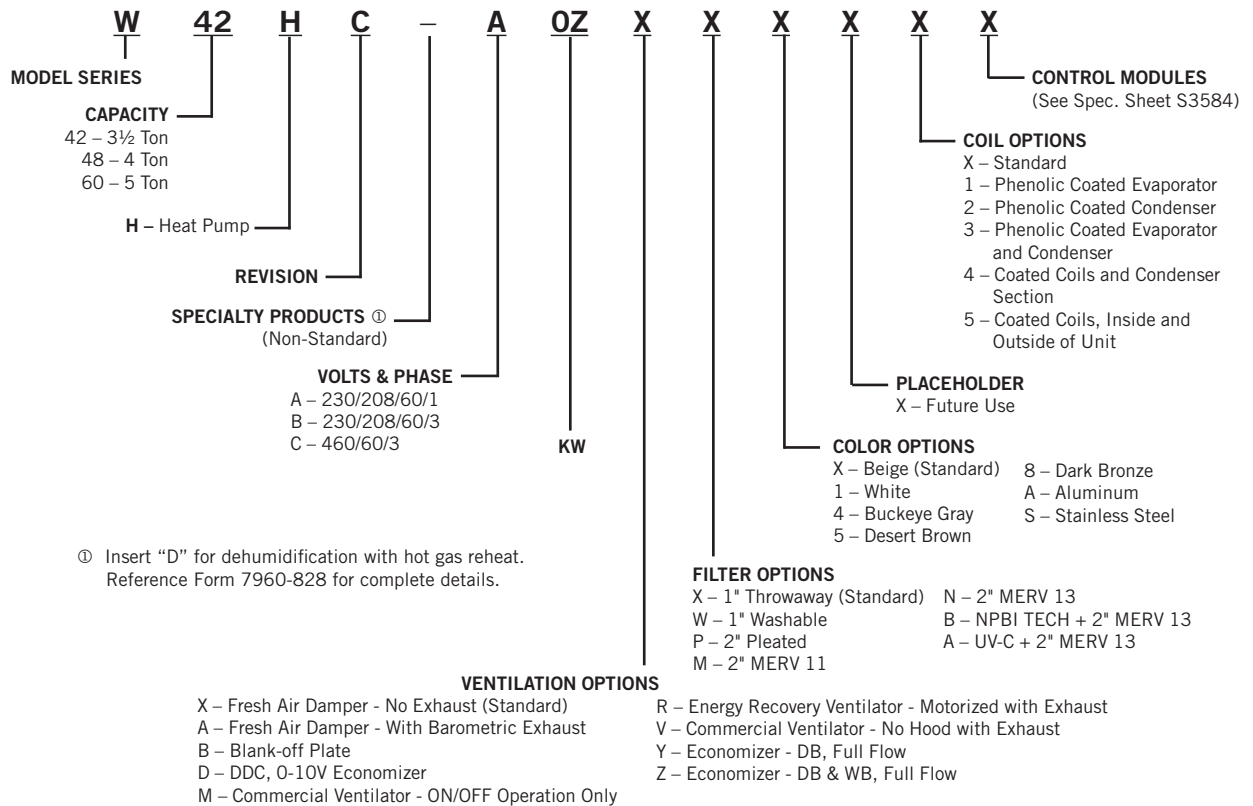 W 42 H C – A 0Z X X X X X X
MODEL SERIES
CAPACITY
42 – 3½ Ton
48 – 4 Ton
60 – 5 Ton
H – Heat Pump
REVISION
SPECIALTY PRODUCTS ①
(Non-Standard)
VOLTS & PHASE
A – 230/208/60/1
B – 230/208/60/3
C – 460/60/3
KW
CONTROL MODULES
(See Spec. Sheet S3584)
COIL OPTIONS
X – Standard
1 – Phenolic Coated Evaporator
2 – Phenolic Coated Condenser
3 – Phenolic Coated Evaporator
and Condenser
4 – Coated Coils and Condenser
Section
5 – Coated Coils, Inside and
Outside of Unit
PLACEHOLDER
X – Future Use
COLOR OPTIONS
X – Beige (Standard)
1 – White
4 – Buckeye Gray
5 – Desert Brown
8 – Dark Bronze
A – Aluminum
S – Stainless Steel
① Insert “D” for dehumidification with hot gas reheat.
Reference Form 7960-828 for complete details.
FILTER OPTIONS
X – 1" Throwaway (Standard)
W – 1" Washable
P – 2" Pleated
M – 2" MERV 11
N – 2" MERV 13
B – NPBI TECH + 2" MERV 13
A – UV-C + 2" MERV 13
VENTILATION OPTIONS
X – Fresh Air Damper - No Exhaust (Standard)
A – Fresh Air Damper - With Barometric Exhaust
B – Blank-off Plate
D – DDC, 0-10V Economizer
M – Commercial Ventilator - ON/OFF Operation Only
R – Energy Recovery Ventilator - Motorized with Exhaust
V – Commercial Ventilator - No Hood with Exhaust
Y – Economizer - DB, Full Flow
Z – Economizer - DB & WB, Full Flow